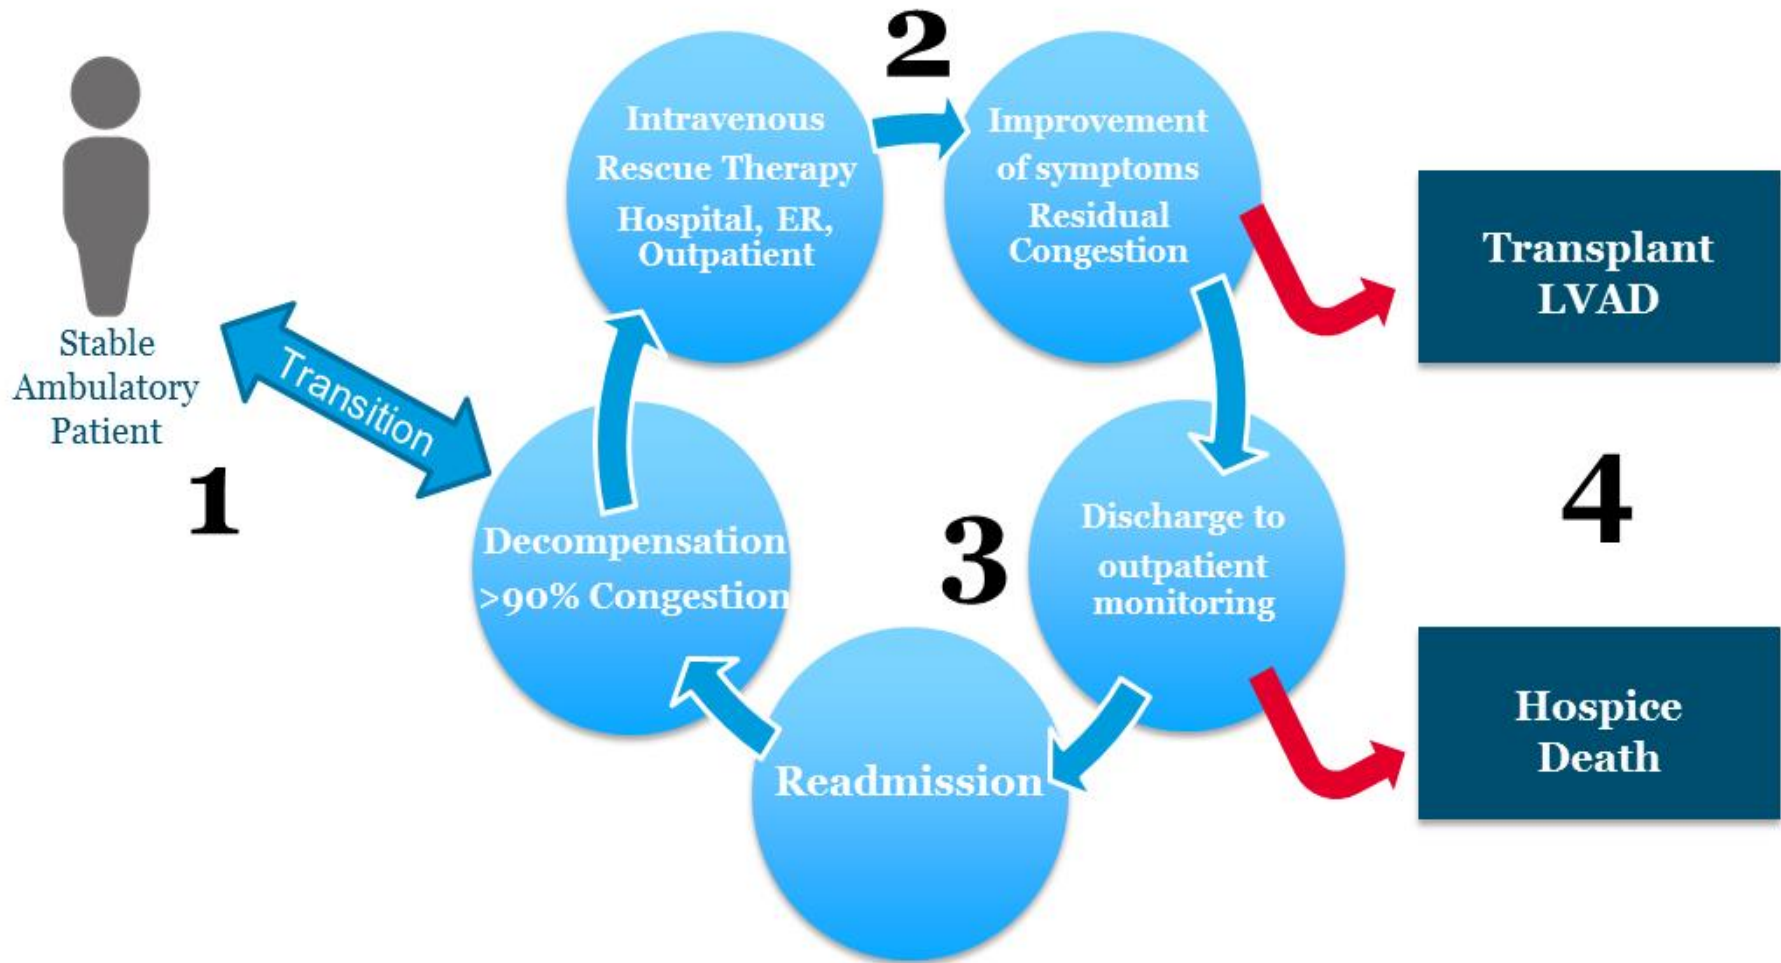 Stable
Ambulatory
Patient
1
Transition
Decompensation
>90% Congestion
Intravenous
Rescue Therapy
Hospital, ER,
Outpatient
2
Improvement
of symptoms
Residual
Congestion
3
Discharge to
outpatient
monitoring
Readmission
Transplant
LVAD
4
Hospice
Death